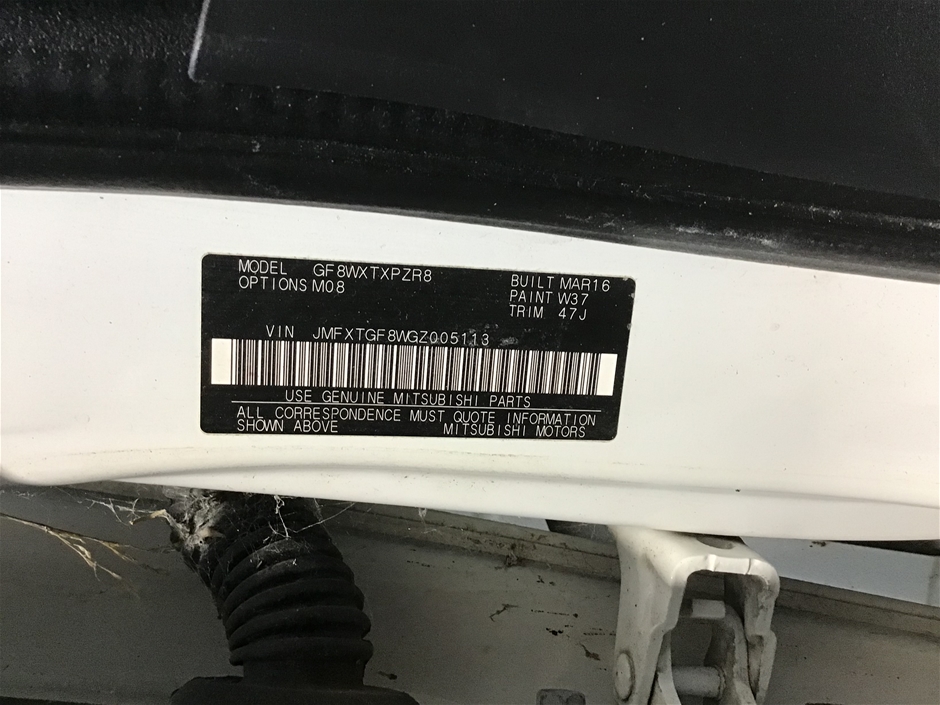 MODEL GF8WXTXPZR8
OPTIONS M08
BUILT MAR16
PAINT W37
TRIM 47J
VIN JMFXTGF8WGZ005113
USE GENUINE MITSUBISHI PARTS
ALL CORRESPONDENCE MUST QUOTE INFORMATION
SHOWN ABOVE MITSUBISHI MOTORS